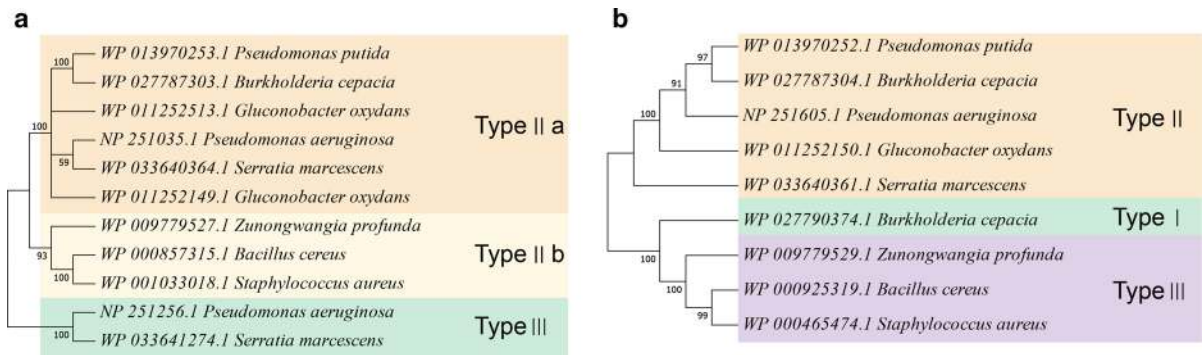 a
100
WP 013970253.1 Pseudomonas putida
WP 027787303.1 Burkholderia cepacia
WP 011252513.1 Gluconobacter oxydans
100
NP 251035.1 Pseudomonas aeruginosa
59
WP 033640364.1 Serratia marcescens
WP 011252149.1 Gluconobacter oxydans
Type II a
WP 009779527.1 Zunongwangia profunda
93
WP 000857315.1 Bacillus cereus
100
WP 001033018.1 Staphylococcus aureus
Type II b
NP 251256.1 Pseudomonas aeruginosa
100
WP 033641274.1 Serratia marcescens
Type III
b
WP 013970252.1 Pseudomonas putida
97
WP 027787304.1 Burkholderia cepacia
91
NP 251605.1 Pseudomonas aeruginosa
100
WP 011252150.1 Gluconobacter oxydans
WP 033640361.1 Serratia marcescens
Type II
WP 027790374.1 Burkholderia cepacia
Type I
100
WP 009779529.1 Zunongwangia profunda
100
WP 000925319.1 Bacillus cereus
99
WP 000465474.1 Staphylococcus aureus
Type III